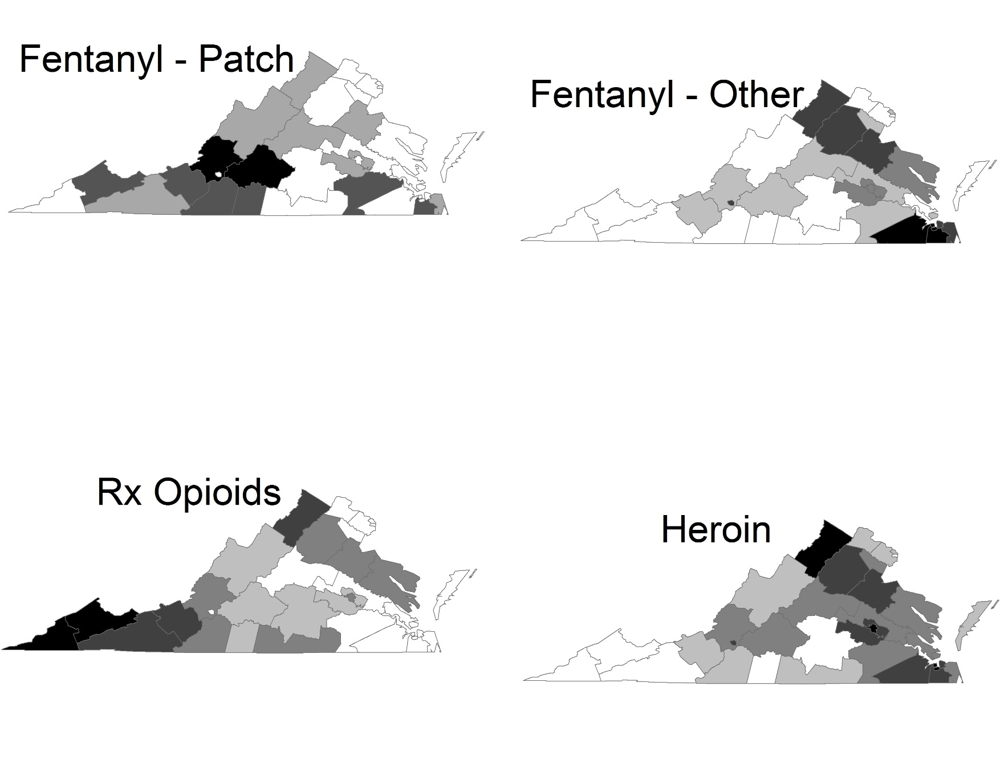 Fentanyl - Patch
Fentanyl - Other
Rx Opioids
Heroin